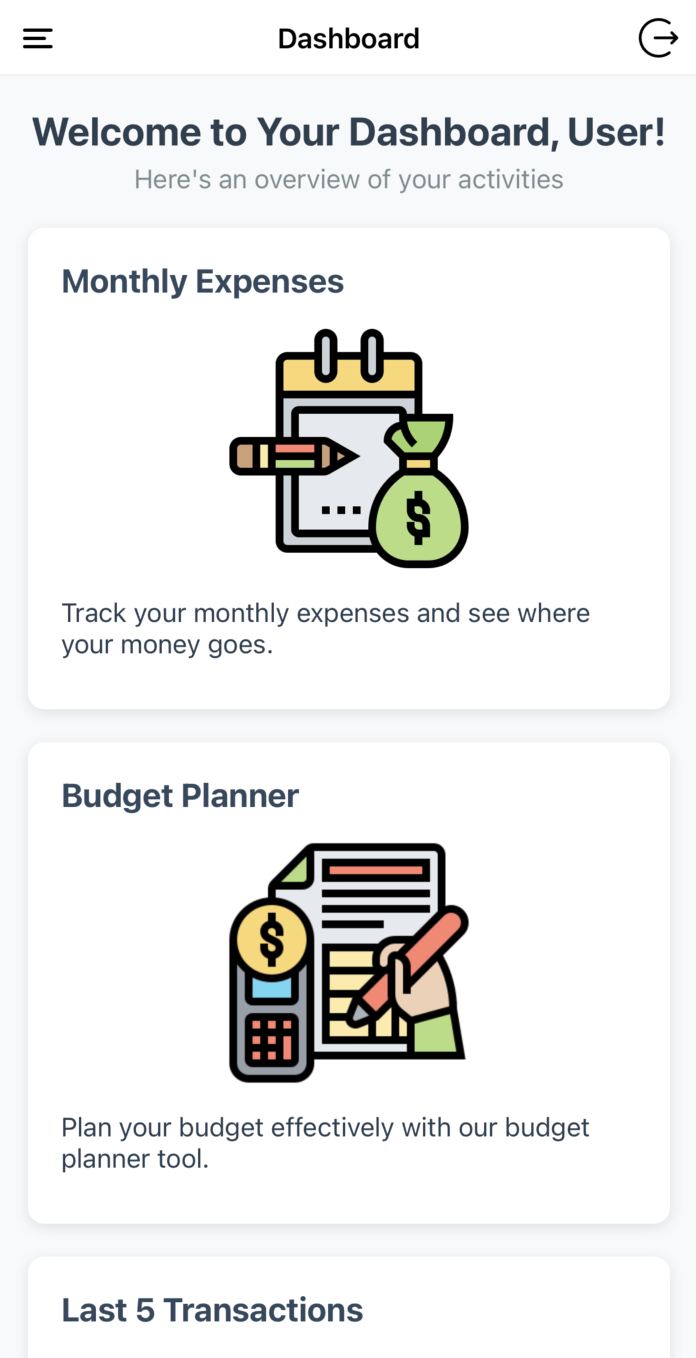 Dashboard
Welcome to Your Dashboard, User!
Here's an overview of your activities
Monthly Expenses
$
Track your monthly expenses and see where
your money goes.
Budget Planner
$
Plan your budget effectively with our budget
planner tool.
Last 5 Transactions